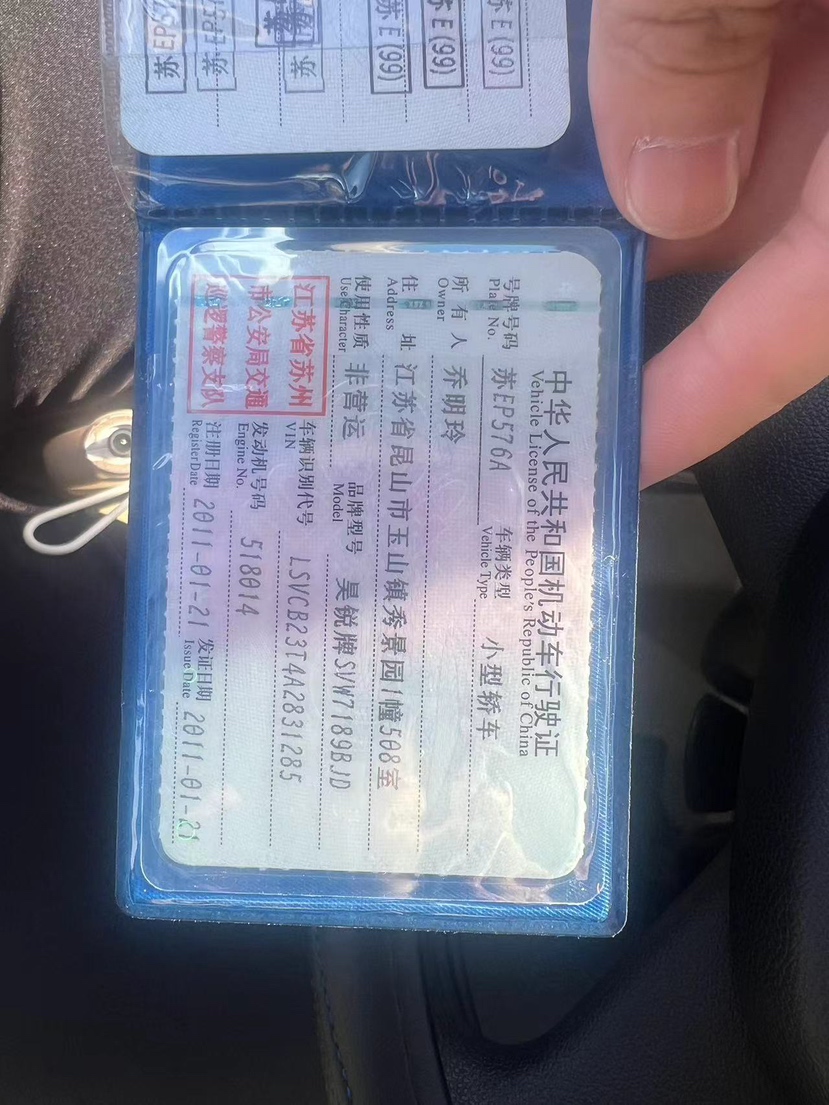 中华人民共和国机动车行驶证
Vehicle License of the People's Republic of China
号牌号码 苏EP576A 车辆类型 小型轿车
Plate No. Vehicle Type
所有人 乔明玲
Owner
住址 江苏省昆山市玉山镇秀景园1幢508室
Address
使用性质 非营运 品牌型号 昊锐牌SVW7189BJD
Use Character Model
江苏省苏州
市公安局交通
巡逻警察支队
车辆识别代号 LSVCB23T4A2831285
VIN
发动机号码 518014
Engine No.
注册日期 2011-01-21 发证日期 2011-01-21
Register Date Issue Date
苏E(99)
苏E(99)
苏E(99)